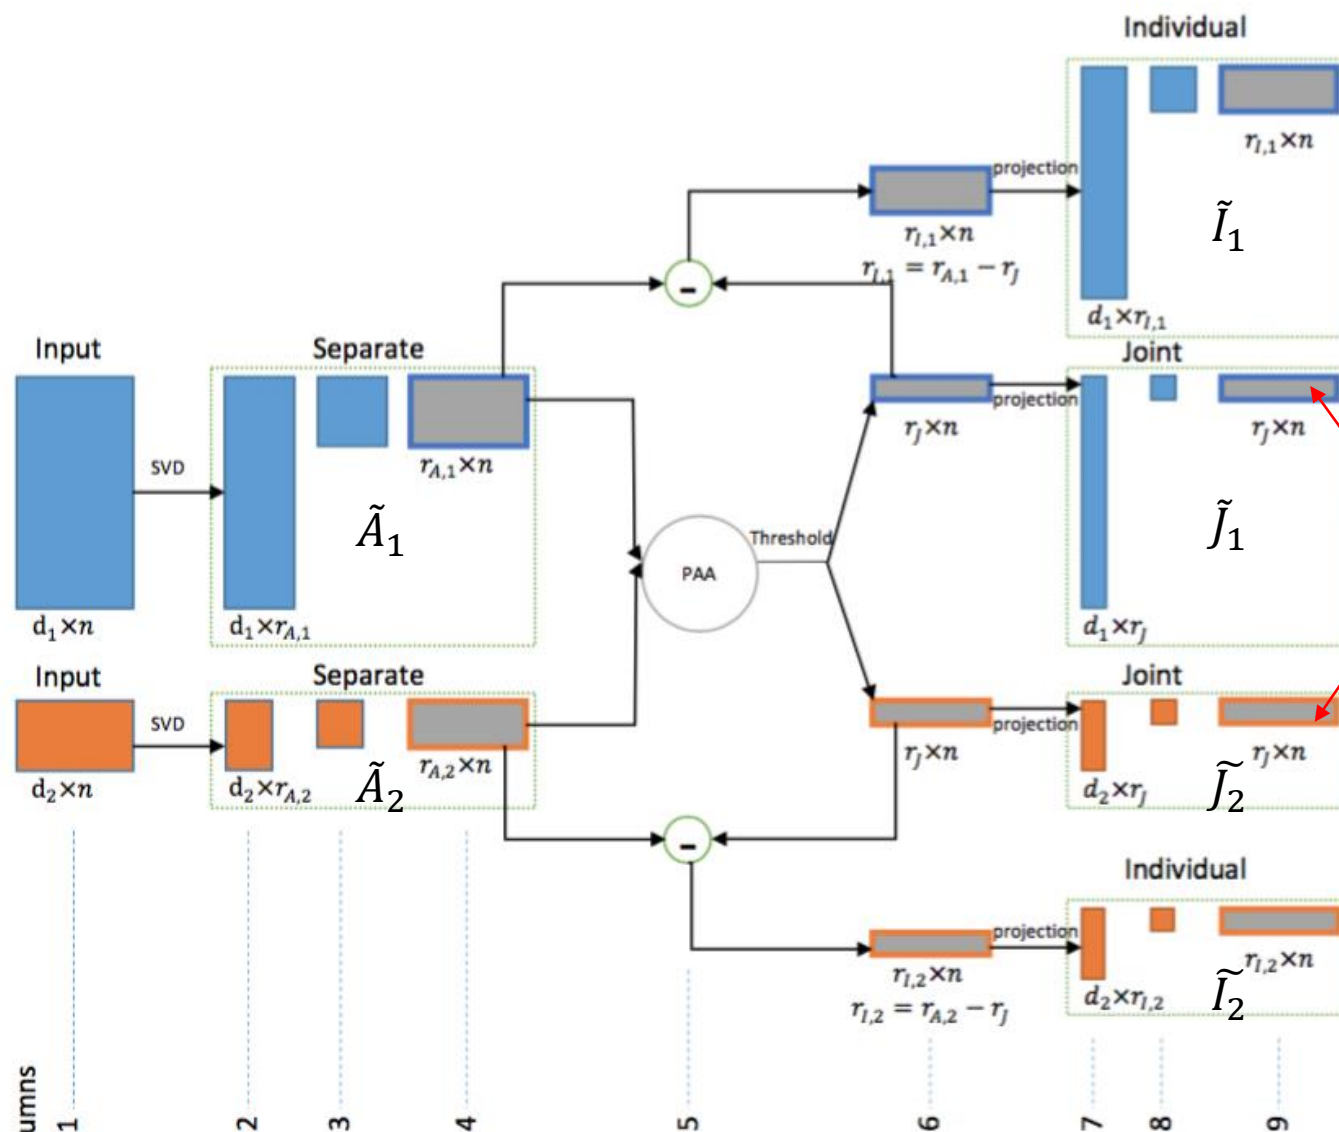 Individual
r_{I,1}×n
projection
r_{I,1}×n
r_{I,1} = r_{A,1} − r_J
Ĩ_1
d_1×r_{I,1}
-
Input
Separate
Joint
SVD
r_{A,1}×n
projection
r_J×n
r_J×n
Ã_1
J̃_1
Threshold
PAA
d_1×n
d_1×r_{A,1}
d_1×r_J
Input
Separate
Joint
SVD
r_{A,2}×n
projection
r_J×n
r_J×n
d_2×n
d_2×r_{A,2}
Ã_2
d_2×r_J
J̃_2
-
Individual
projection
r_{I,2}×n
r_{I,2}×n
r_{I,2} = r_{A,2} − r_J
d_2×r_{I,2}
Ĩ_2
umns
1
2
3
4
5
6
7
8
9